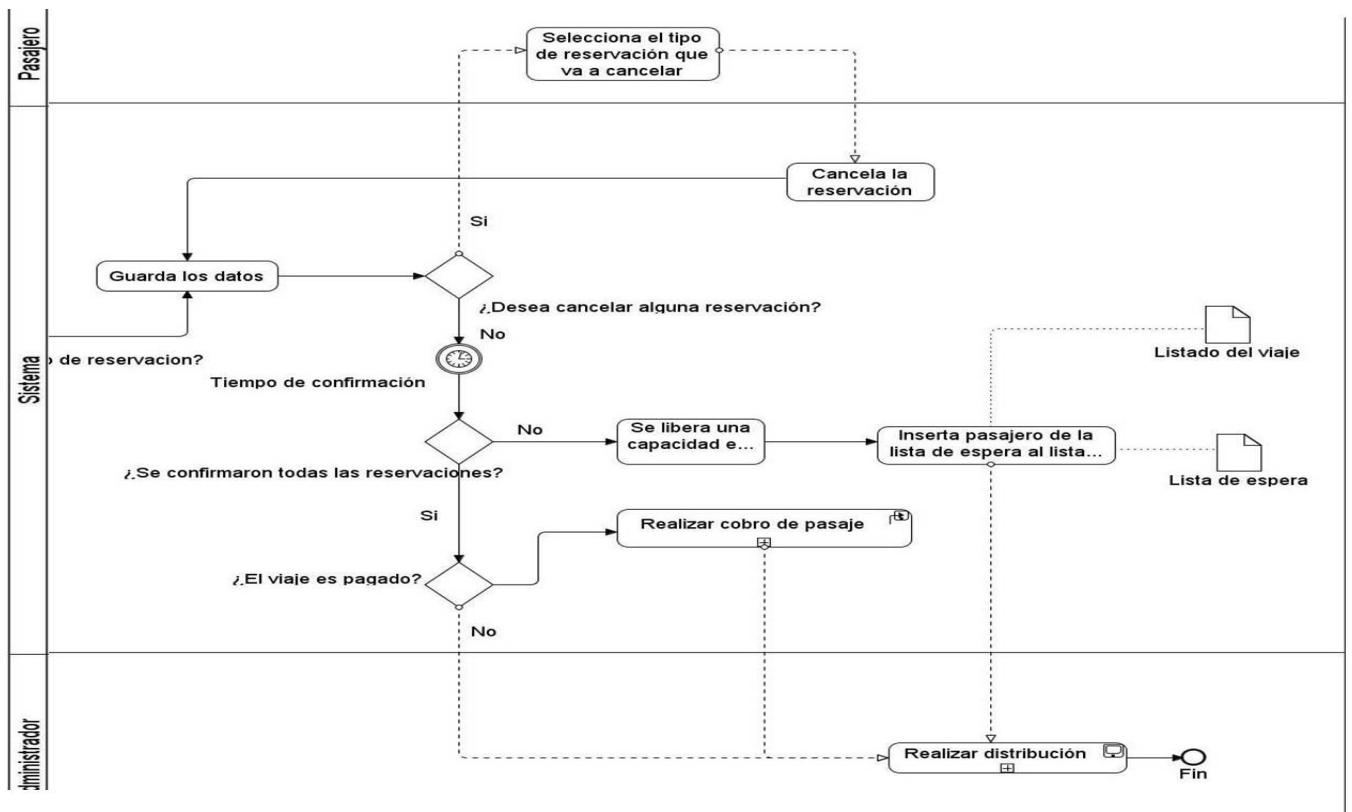 Pasajero
Selecciona el tipo
de reservación que
va a cancelar
Cancela la
reservación
Si
Guarda los datos
¿Desea cancelar alguna reservación?
No
o de reservacion?
Sistema
Tiempo de confirmación
Listado del viaje
No
Se libera una
capacidad e...
Inserta pasajero de la
lista de espera al lista...
¿Se confirmaron todas las reservaciones?
Lista de espera
Si
Realizar cobro de pasaje
¿El viaje es pagado?
No
dministrador
Realizar distribución
Fin